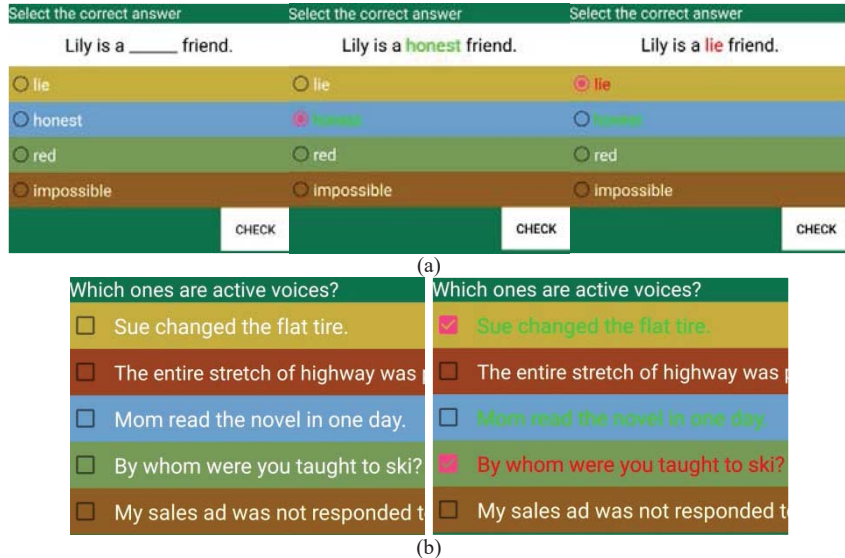 Select the correct answer
Lily is a _____ friend.
lie
honest
red
impossible
CHECK
Select the correct answer
Lily is a honest friend.
lie
honest
red
impossible
CHECK
Select the correct answer
Lily is a lie friend.
lie
honest
red
impossible
CHECK
(a)
Which ones are active voices?
Sue changed the flat tire.
The entire stretch of highway was
Mom read the novel in one day.
By whom were you taught to ski?
My sales ad was not responded
Which ones are active voices?
Sue changed the flat tire.
The entire stretch of highway was
Mom read the novel in one day.
By whom were you taught to ski?
My sales ad was not responded
(b)